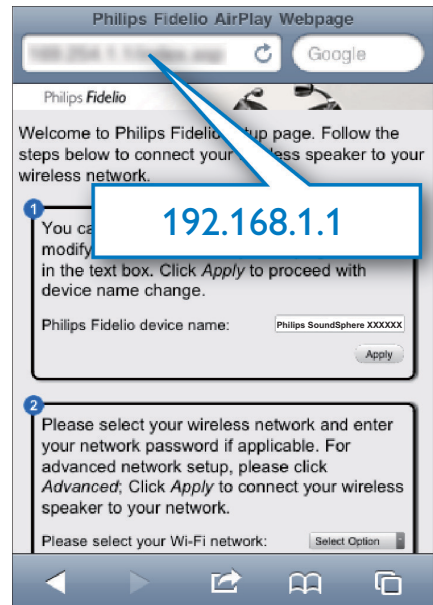 Philips Fidelio AirPlay Webpage
Google
Philips Fidelio
Welcome to Philips Fidelio page. Follow the
steps below to connect your speaker to your
wireless network.
192.168.1.1
1
You
modify
in the text box. Click Apply to proceed with
device name change.
Philips Fidelio device name: Philips SoundSphere XXXXXX
Apply
2
Please select your wireless network and enter
your network password if applicable. For
advanced network setup, please click
Advanced; Click Apply to connect your wireless
speaker to your network.
Please select your Wi-Fi network: Select Option